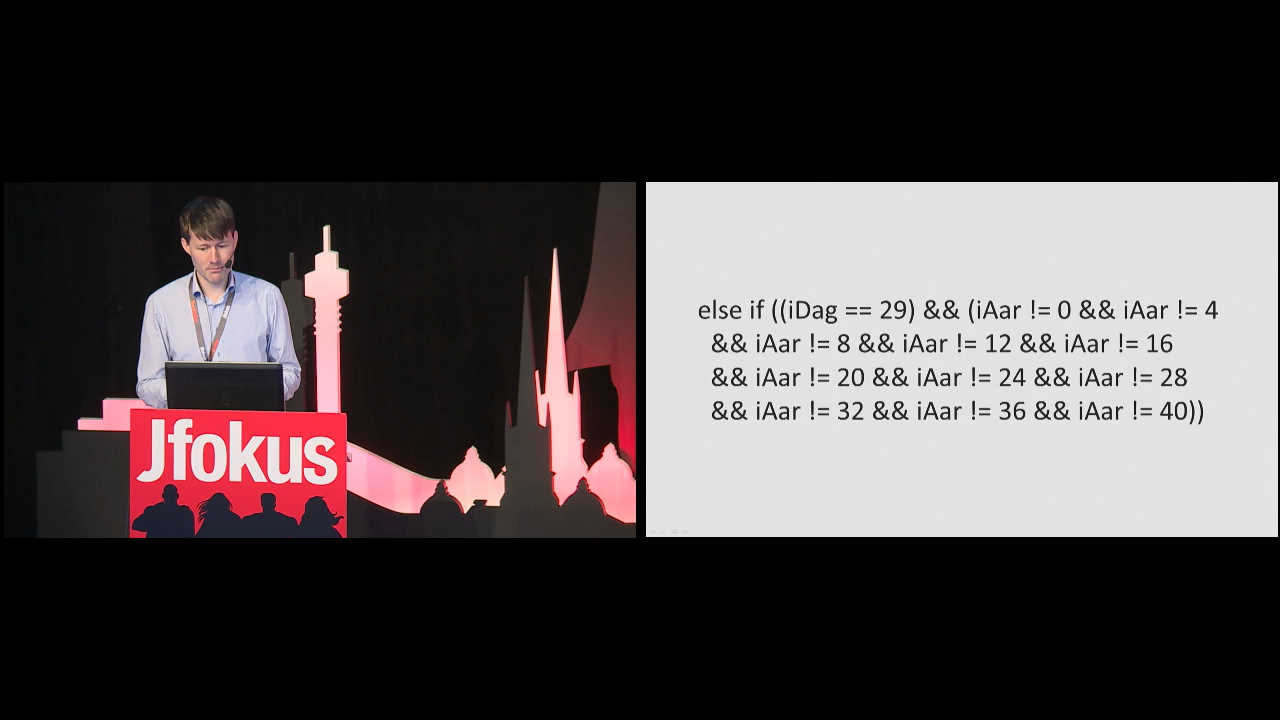 Jfokus
else if ((iDag == 29) && (iAar != 0 && iAar != 4
&& iAar != 8 && iAar != 12 && iAar != 16
&& iAar != 20 && iAar != 24 && iAar != 28
&& iAar != 32 && iAar != 36 && iAar != 40))